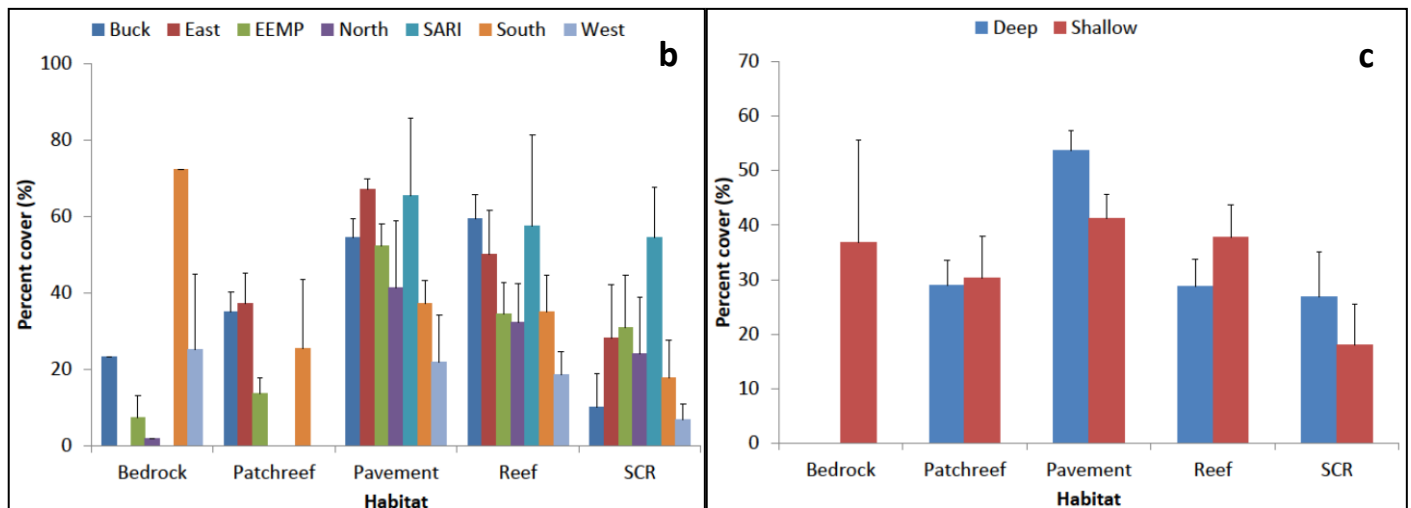 Buck East EEMP North SARI South West
b
100
80
60
40
20
0
Percent cover (%)
Bedrock Patchreef Pavement Reef SCR
Habitat
Deep Shallow
c
70
60
50
40
30
20
10
0
Percent cover (%)
Bedrock Patchreef Pavement Reef SCR
Habitat